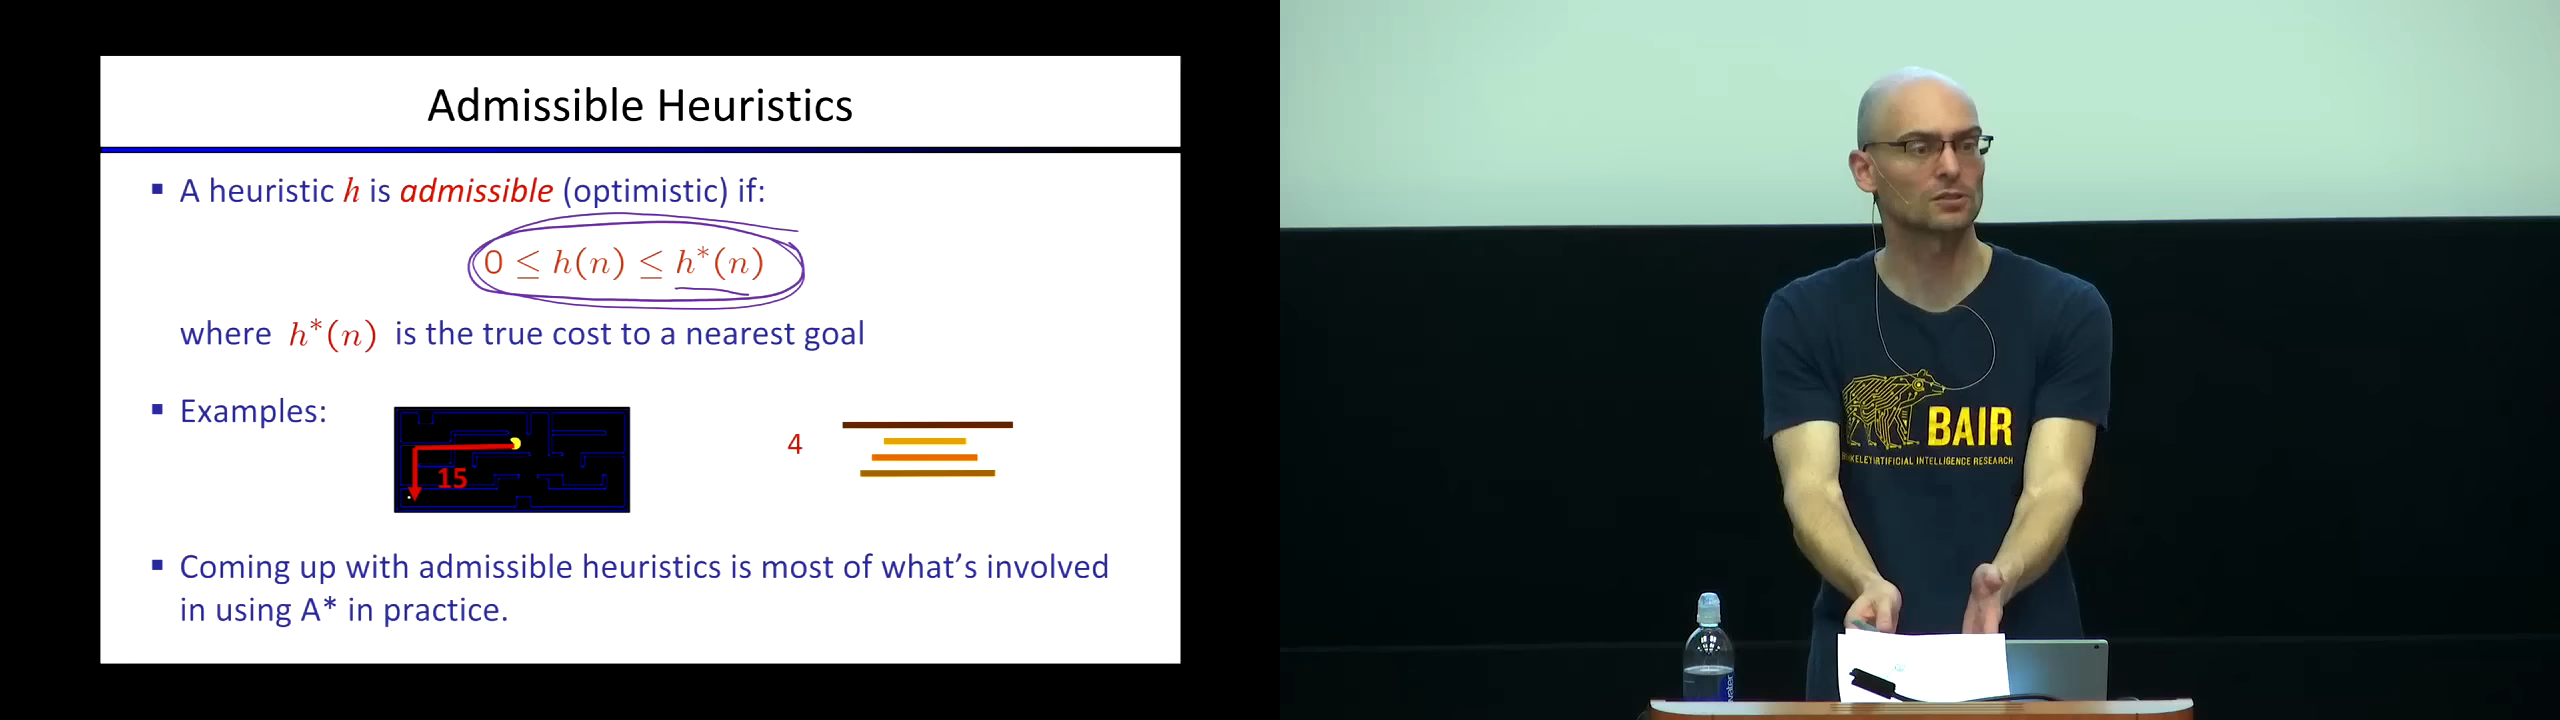 Admissible Heuristics
▪ A heuristic h is admissible (optimistic) if:
0 ≤ h(n) ≤ h*(n)
where h*(n) is the true cost to a nearest goal
▪ Examples:
15
4
▪ Coming up with admissible heuristics is most of what's involved
in using A* in practice.
BAIR
ARTIFICIAL INTELLIGENCE RESEARCH